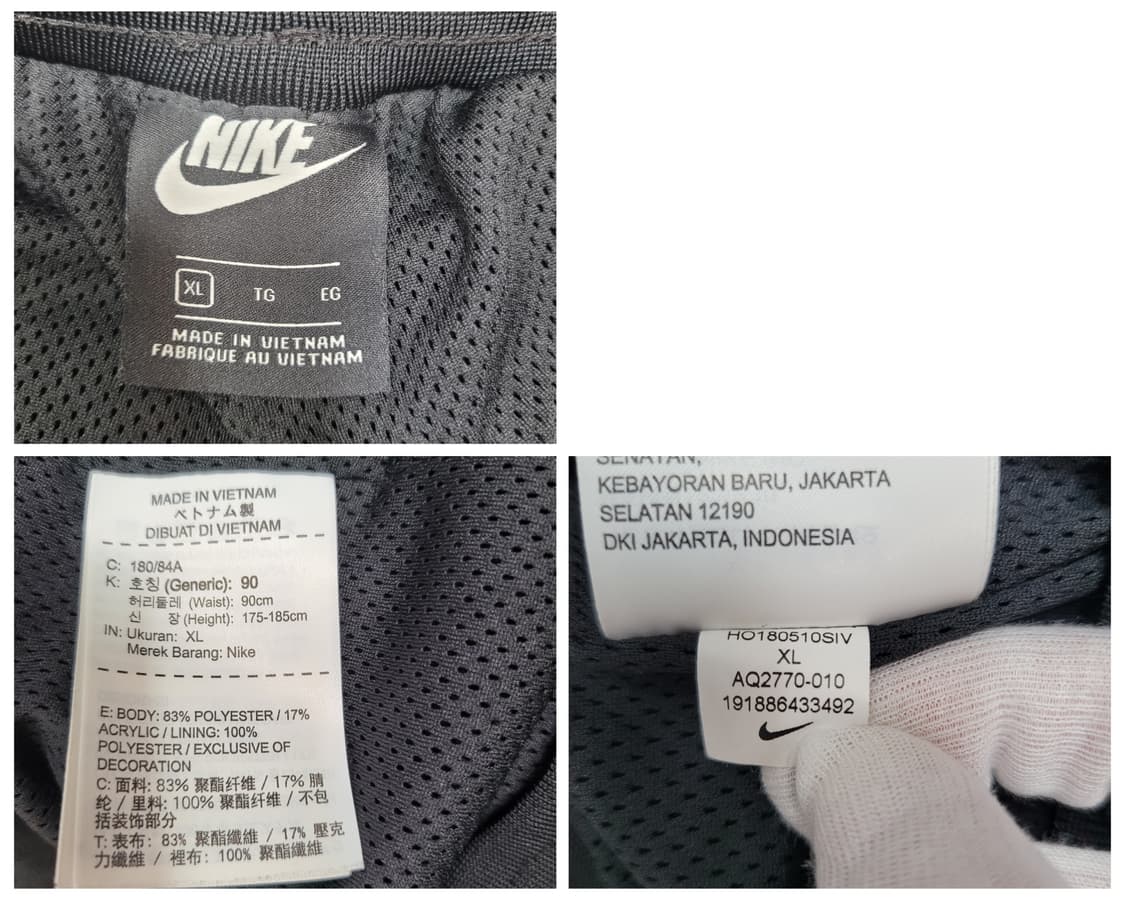 NIKE
XL TG EG
MADE IN VIETNAM
FABRIQUE AU VIETNAM
MADE IN VIETNAM
ベトナム製
DIBUAT DI VIETNAM
C: 180/84A
K: 호칭 (Generic): 90
허리둘레 (Waist): 90cm
신 장 (Height): 175-185cm
IN: Ukuran: XL
Merek Barang: Nike
E: BODY: 83% POLYESTER / 17%
ACRYLIC / LINING: 100%
POLYESTER / EXCLUSIVE OF
DECORATION
C: 面料: 83% 聚酯纤维 / 17% 腈
纶 / 里料: 100% 聚酯纤维 / 不包
括装饰部分
T: 表布: 83% 聚酯纖維 / 17% 壓克
力纖維 / 裡布: 100% 聚酯纖維
SENAYAN,
KEBAYORAN BARU, JAKARTA
SELATAN 12190
DKI JAKARTA, INDONESIA
HO180510SIV
XL
AQ2770-010
191886433492